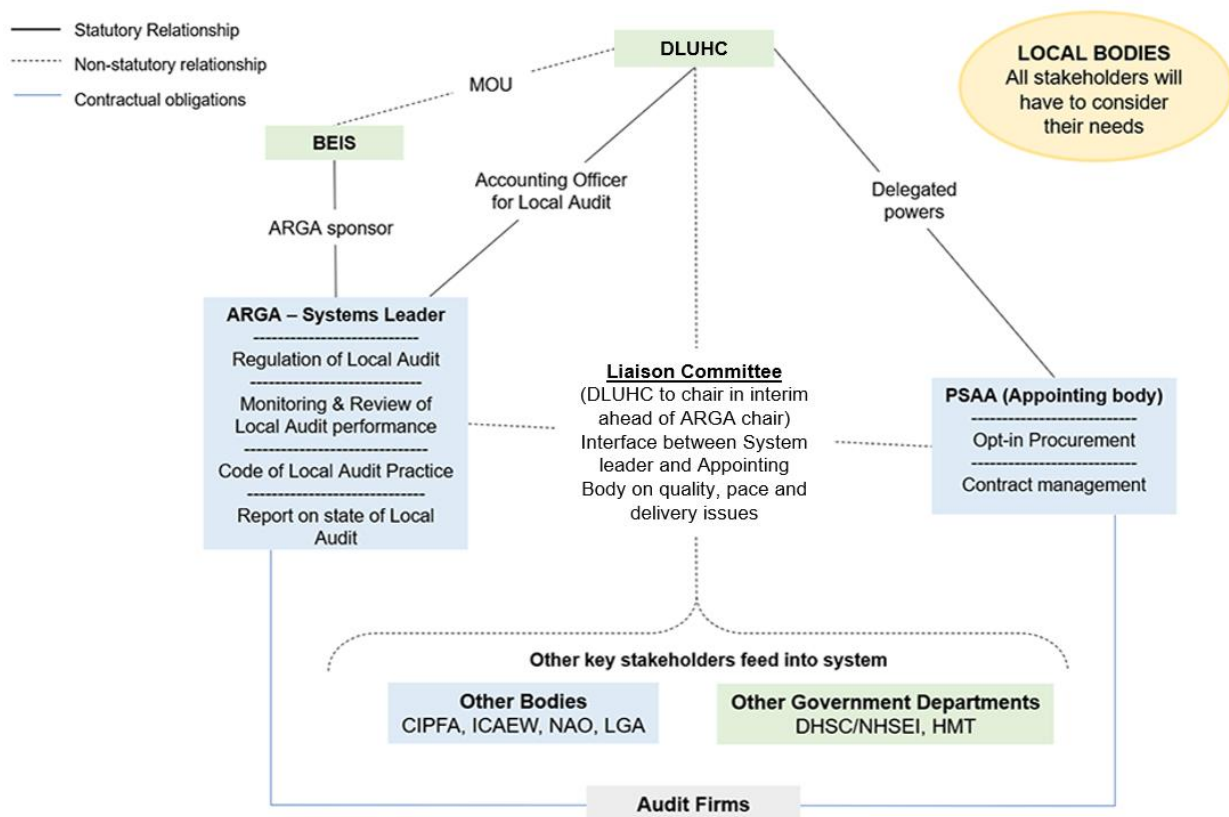 Statutory Relationship
Non-statutory relationship
Contractual obligations
DLUHC
LOCAL BODIES
All stakeholders will
have to consider
their needs
MOU
BEIS
Accounting Officer
for Local Audit
Delegated
powers
ARGA sponsor
ARGA – Systems Leader
Regulation of Local Audit
Monitoring & Review of
Local Audit performance
Code of Local Audit Practice
Report on state of Local
Audit
Liaison Committee
(DLUHC to chair in interim
ahead of ARGA chair)
Interface between System
leader and Appointing
Body on quality, pace and
delivery issues
PSAA (Appointing body)
Opt-in Procurement
Contract management
Other key stakeholders feed into system
Other Bodies
CIPFA, ICAEW, NAO, LGA
Other Government Departments
DHSC/NHSEI, HMT
Audit Firms